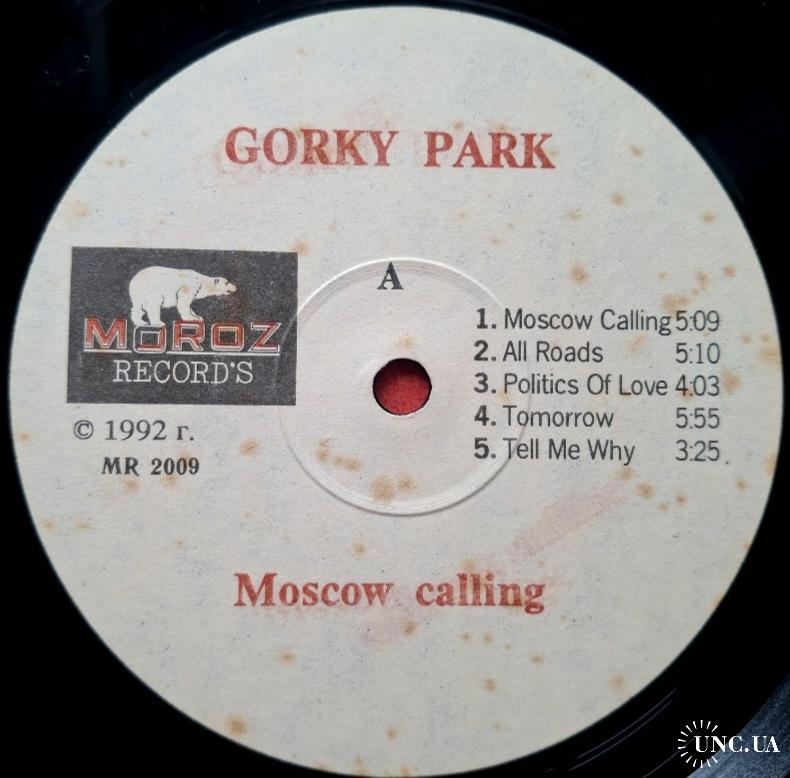 GORKY PARK
A
MOROZ
RECORD'S
© 1992 г.
MR 2009
1. Moscow Calling 5:09
2. All Roads 5:10
3. Politics Of Love 4:03
4. Tomorrow 5:55
5. Tell Me Why 3:25
Moscow calling
UNC.UA